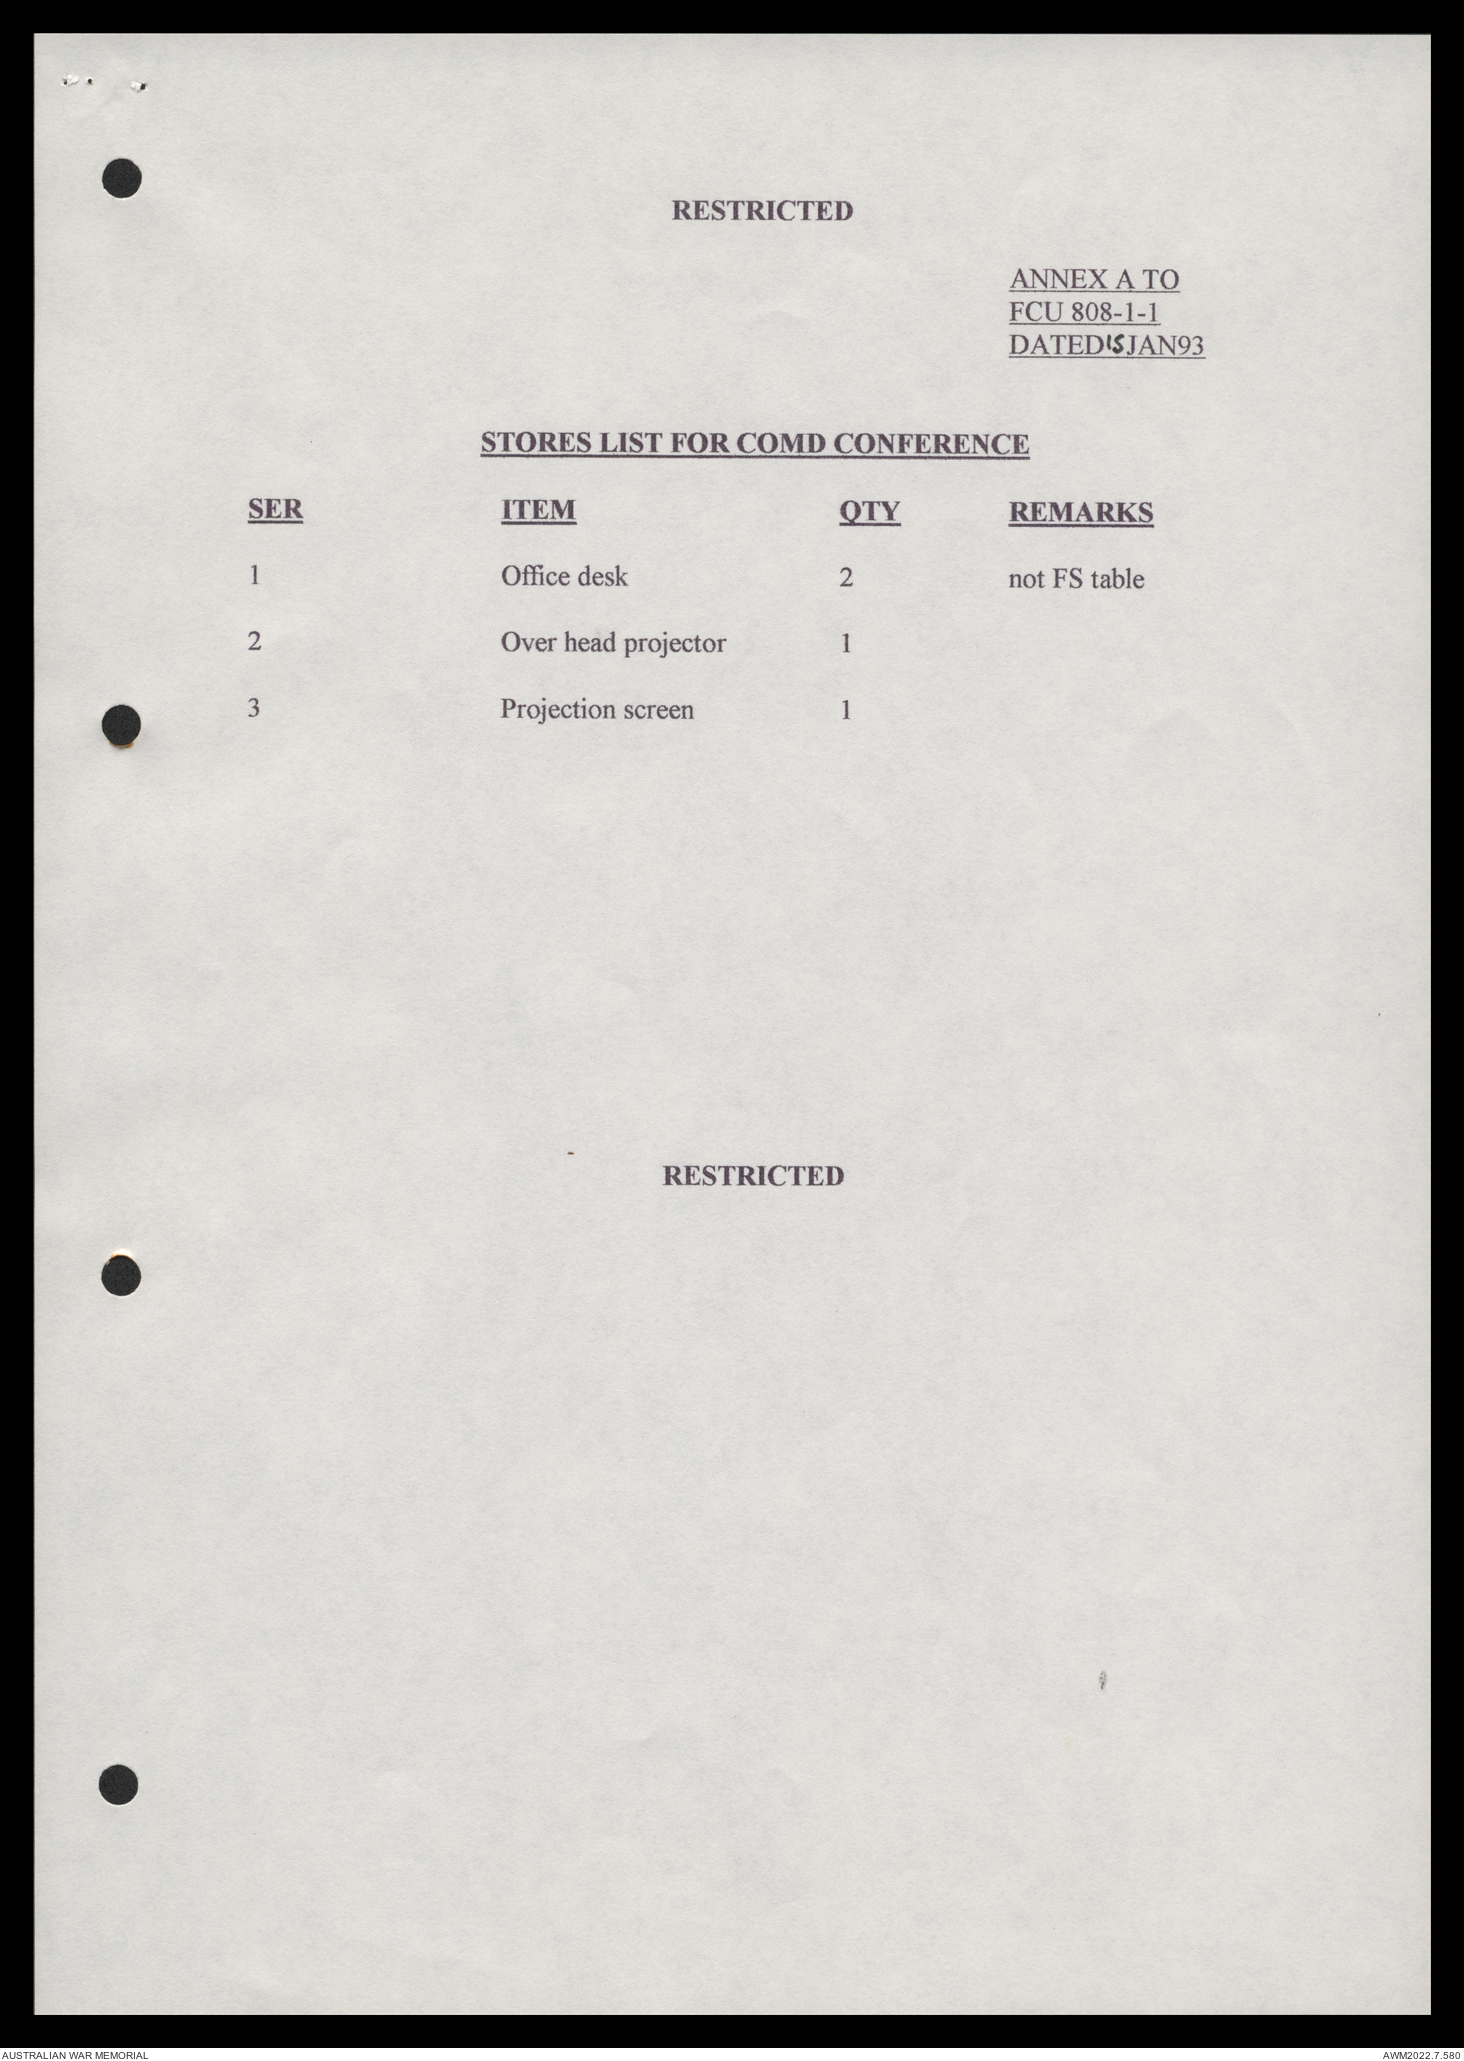 RESTRICTED
ANNEX A TO
FCU 808-1-1
DATED 15 JAN93
STORES LIST FOR COMD CONFERENCE
SER ITEM QTY REMARKS
1 Office desk 2 not FS table
2 Over head projector 1
3 Projection screen 1
RESTRICTED
AUSTRALIAN WAR MEMORIAL AWM2022.7.580